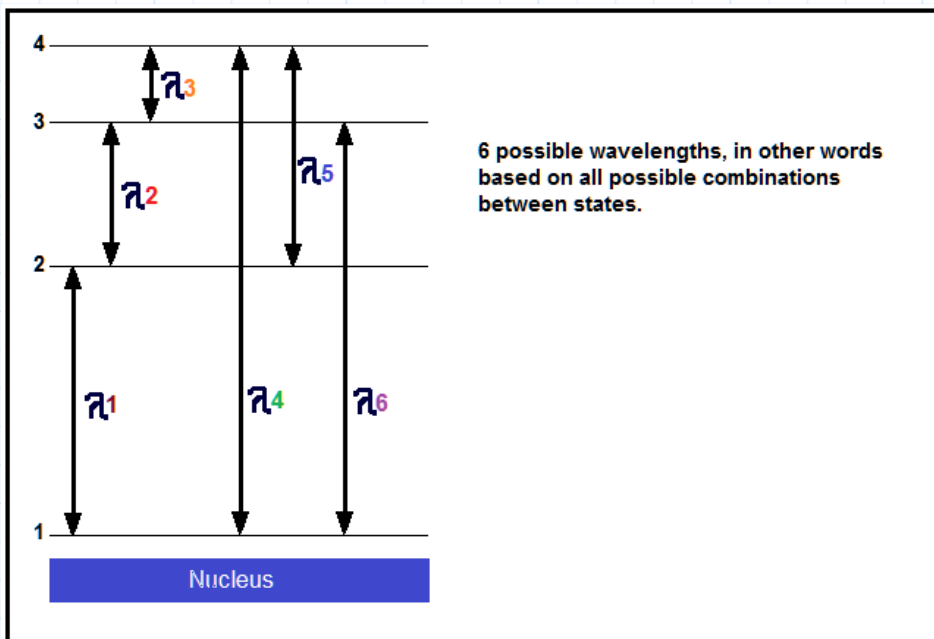 4
λ3
3
6 possible wavelengths, in other words
based on all possible combinations
between states.
λ5
λ2
2
λ1
λ4
λ6
1
Nucleus